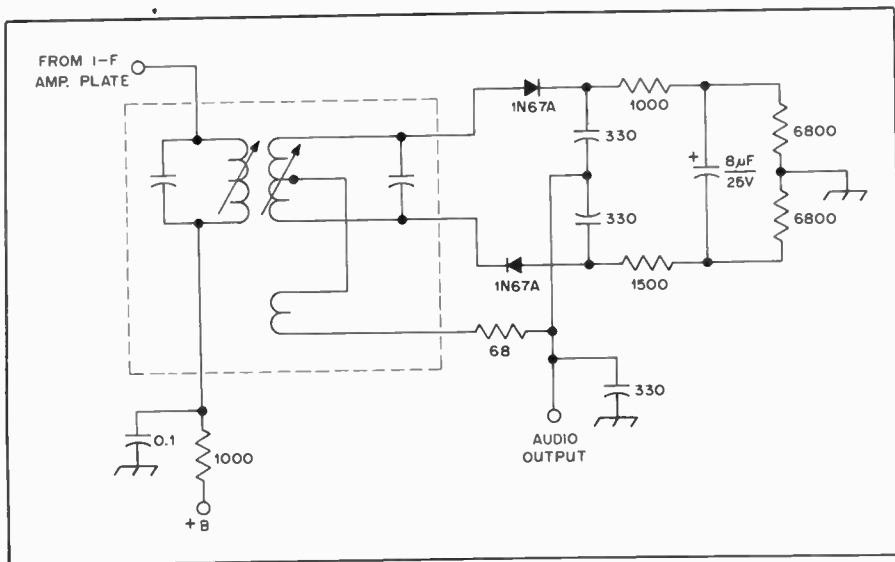 FROM I-F
AMP. PLATE
1N67A
1000
330
6800
+
8µF
25V
330
6800
1N67A
1500
68
330
0.1
1000
AUDIO
OUTPUT
+B